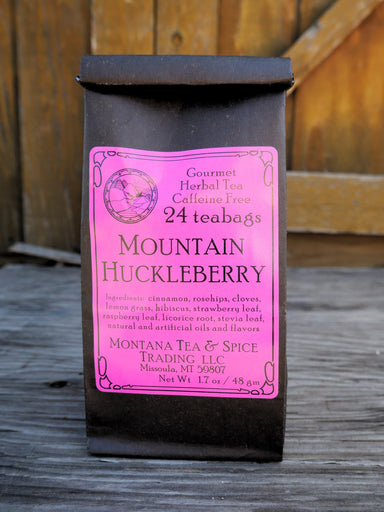 Gourmet
Herbal Tea
Caffeine Free
24 teabags
MOUNTAIN
HUCKLEBERRY
Ingredients: cinnamon, rosehips, cloves,
lemon grass, hibiscus, strawberry leaf,
raspberry leaf, licorice root, stevia leaf,
natural and artificial oils and flavors
MONTANA TEA & SPICE
TRADING LLC
Missoula, MT 59807
Net Wt 1.7 oz / 48 gm